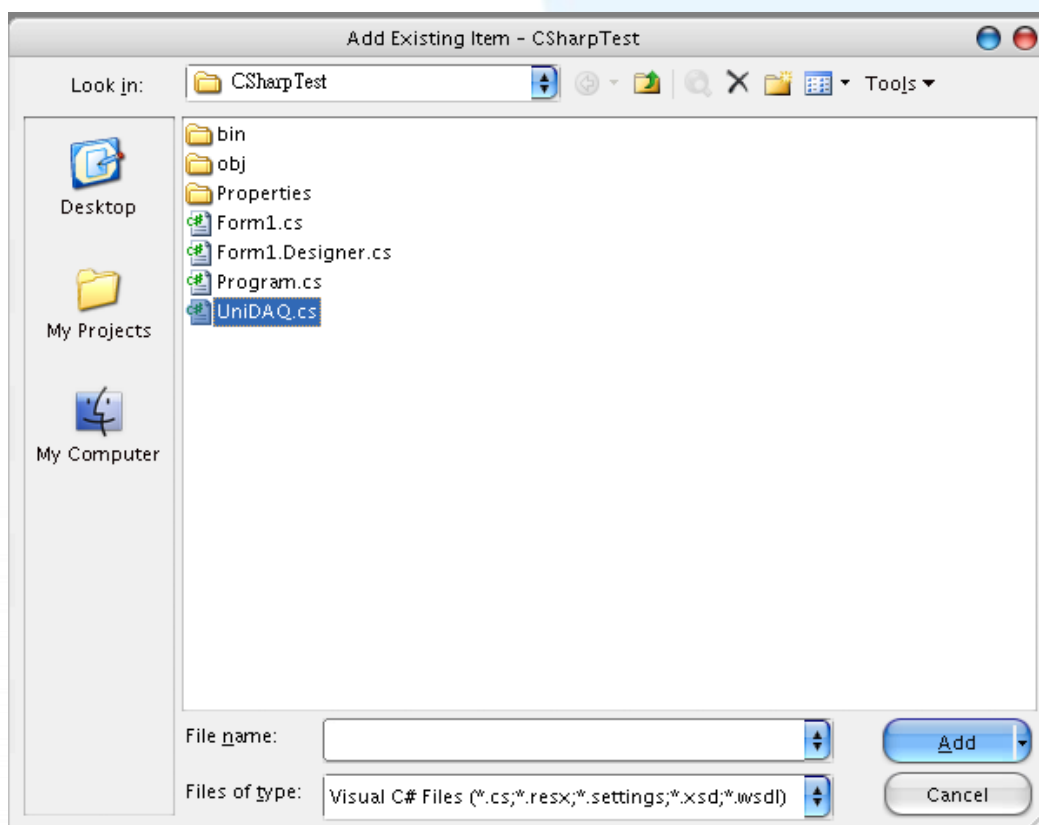 Add Existing Item - CSharpTest
Look in:
CSharpTest
Tools
Desktop
My Projects
My Computer
bin
obj
Properties
Form1.cs
Form1.Designer.cs
Program.cs
UniDAQ.cs
File name:
Add
Files of type:
Visual C# Files (*.cs;*.resx;*.settings;*.xsd;*.wsdl)
Cancel